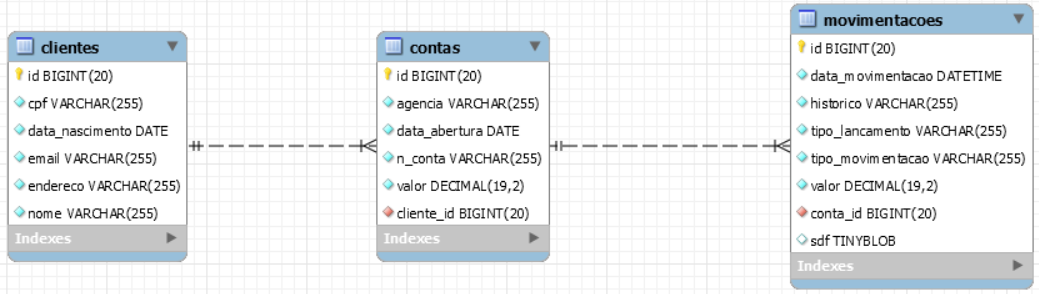 clientes
id BIGINT(20)
cpf VARCHAR(255)
data_nascimento DATE
email VARCHAR(255)
endereco VARCHAR(255)
nome VARCHAR(255)
Indexes
contas
id BIGINT(20)
agencia VARCHAR(255)
data_abertura DATE
n_conta VARCHAR(255)
valor DECIMAL(19,2)
cliente_id BIGINT(20)
Indexes
movimentacoes
id BIGINT(20)
data_movimentacao DATETIME
historico VARCHAR(255)
tipo_lancamento VARCHAR(255)
tipo_movimentacao VARCHAR(255)
valor DECIMAL(19,2)
conta_id BIGINT(20)
sdf TINYBLOB
Indexes